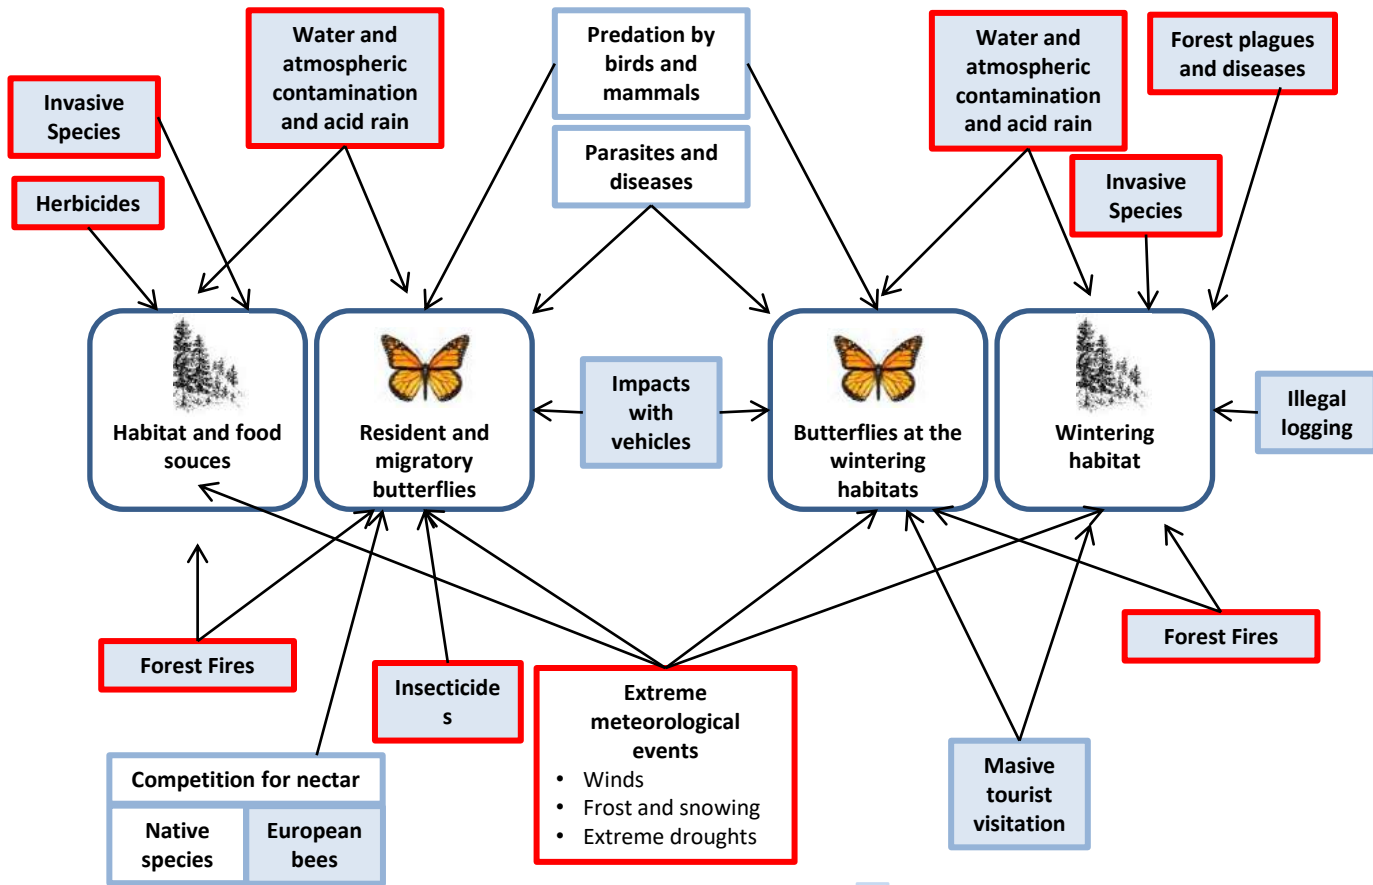 Water and
atmospheric
contamination
and acid rain
Predation by
birds and
mammals
Water and
atmospheric
contamination
and acid rain
Forest plagues
and diseases
Invasive
Species
Parasites and
diseases
Invasive
Species
Herbicides
Habitat and food
souces
Resident and
migratory
butterflies
Impacts
with
vehicles
Butterflies at the
wintering
habitats
Wintering
habitat
Illegal
logging
Forest Fires
Insecticide
s
Extreme
meteorological
events
• Winds
• Frost and snowing
• Extreme droughts
Forest Fires
Masive
tourist
visitation
Competition for nectar
Native
species
European
bees